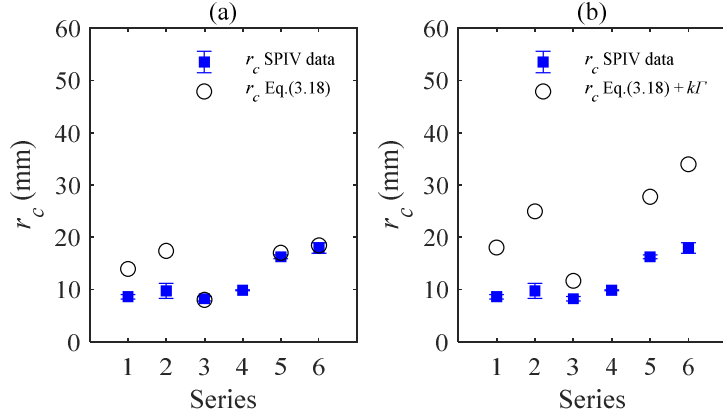 (a)
60
50
40
30
20
10
0
r_c (mm)
r_c SPIV data
r_c Eq.(3.18)
1 2 3 4 5 6
Series
(b)
60
50
40
30
20
10
0
r_c (mm)
r_c SPIV data
r_c Eq.(3.18) + kΓ
1 2 3 4 5 6
Series